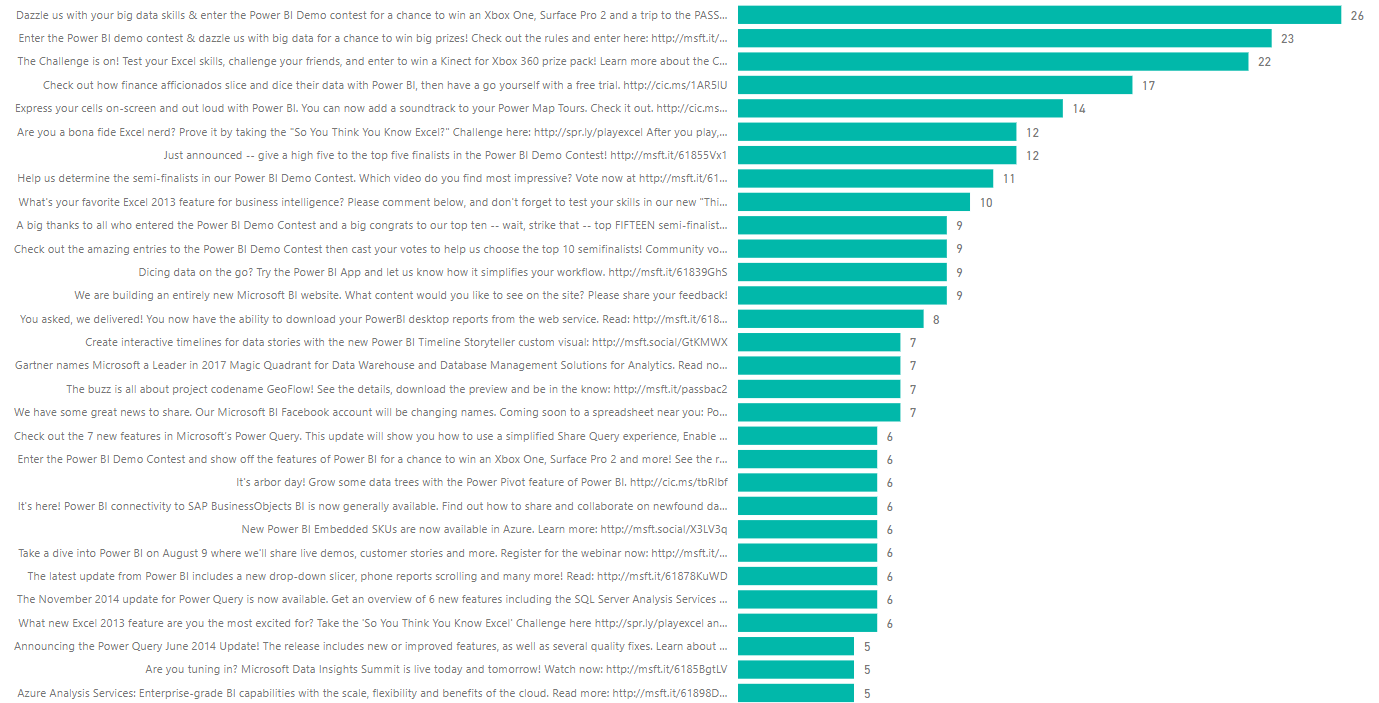 Dazzle us with your big data skills & enter the Power BI Demo contest for a chance to win an Xbox One, Surface Pro 2 and a trip to the PASS... 26
Enter the Power BI demo contest & dazzle us with big data for a chance to win big prizes! Check out the rules and enter here: http://msft.it/... 23
The Challenge is on! Test your Excel skills, challenge your friends, and enter to win a Kinect for Xbox 360 prize pack! Learn more about the C... 22
Check out how finance afficionados slice and dice their data with Power BI, then have a go yourself with a free trial. http://cic.ms/1AR5IU 17
Express your cells on-screen and out loud with Power BI. You can now add a soundtrack to your Power Map Tours. Check it out. http://cic.ms... 14
Are you a bona fide Excel nerd? Prove it by taking the "So You Think You Know Excel?" Challenge here: http://spr.ly/playexcel After you play,... 12
Just announced -- give a high five to the top five finalists in the Power BI Demo Contest! http://msft.it/61855Vx1 12
Help us determine the semi-finalists in our Power BI Demo Contest. Which video do you find most impressive? Vote now at http://msft.it/61... 11
What's your favorite Excel 2013 feature for business intelligence? Please comment below, and don't forget to test your skills in our new "Thi... 10
A big thanks to all who entered the Power BI Demo Contest and a big congrats to our top ten -- wait, strike that -- top FIFTEEN semi-finalist... 9
Check out the amazing entries to the Power BI Demo Contest then cast your votes to help us choose the top 10 semifinalists! Community vo... 9
Dicing data on the go? Try the Power BI App and let us know how it simplifies your workflow. http://msft.it/61839GhS 9
We are building an entirely new Microsoft BI website. What content would you like to see on the site? Please share your feedback! 9
You asked, we delivered! You now have the ability to download your PowerBI desktop reports from the web service. Read: http://msft.it/618... 8
Create interactive timelines for data stories with the new Power BI Timeline Storyteller custom visual: http://msft.social/GtKMWX 7
Gartner names Microsoft a Leader in 2017 Magic Quadrant for Data Warehouse and Database Management Solutions for Analytics. Read no... 7
The buzz is all about project codename GeoFlow! See the details, download the preview and be in the know: http://msft.it/passbac2 7
We have some great news to share. Our Microsoft BI Facebook account will be changing names. Coming soon to a spreadsheet near you: Po... 7
Check out the 7 new features in Microsoft's Power Query. This update will show you how to use a simplified Share Query experience, Enable ... 6
Enter the Power BI Demo Contest and show off the features of Power BI for a chance to win an Xbox One, Surface Pro 2 and more! See the r... 6
It's arbor day! Grow some data trees with the Power Pivot feature of Power BI. http://cic.ms/tbRlbf 6
It's here! Power BI connectivity to SAP BusinessObjects BI is now generally available. Find out how to share and collaborate on newfound da... 6
New Power BI Embedded SKUs are now available in Azure. Learn more: http://msft.social/X3LV3q 6
Take a dive into Power BI on August 9 where we'll share live demos, customer stories and more. Register for the webinar now: http://msft.it/... 6
The latest update from Power BI includes a new drop-down slicer, phone reports scrolling and many more! Read: http://msft.it/61878KuWD 6
The November 2014 update for Power Query is now available. Get an overview of 6 new features including the SQL Server Analysis Services ... 6
What new Excel 2013 feature are you the most excited for? Take the 'So You Think You Know Excel' Challenge here http://spr.ly/playexcel an... 6
Announcing the Power Query June 2014 Update! The release includes new or improved features, as well as several quality fixes. Learn about ... 5
Are you tuning in? Microsoft Data Insights Summit is live today and tomorrow! Watch now: http://msft.it/6185BgtLV 5
Azure Analysis Services: Enterprise-grade BI capabilities with the scale, flexibility and benefits of the cloud. Read more: http://msft.it/61898D... 5